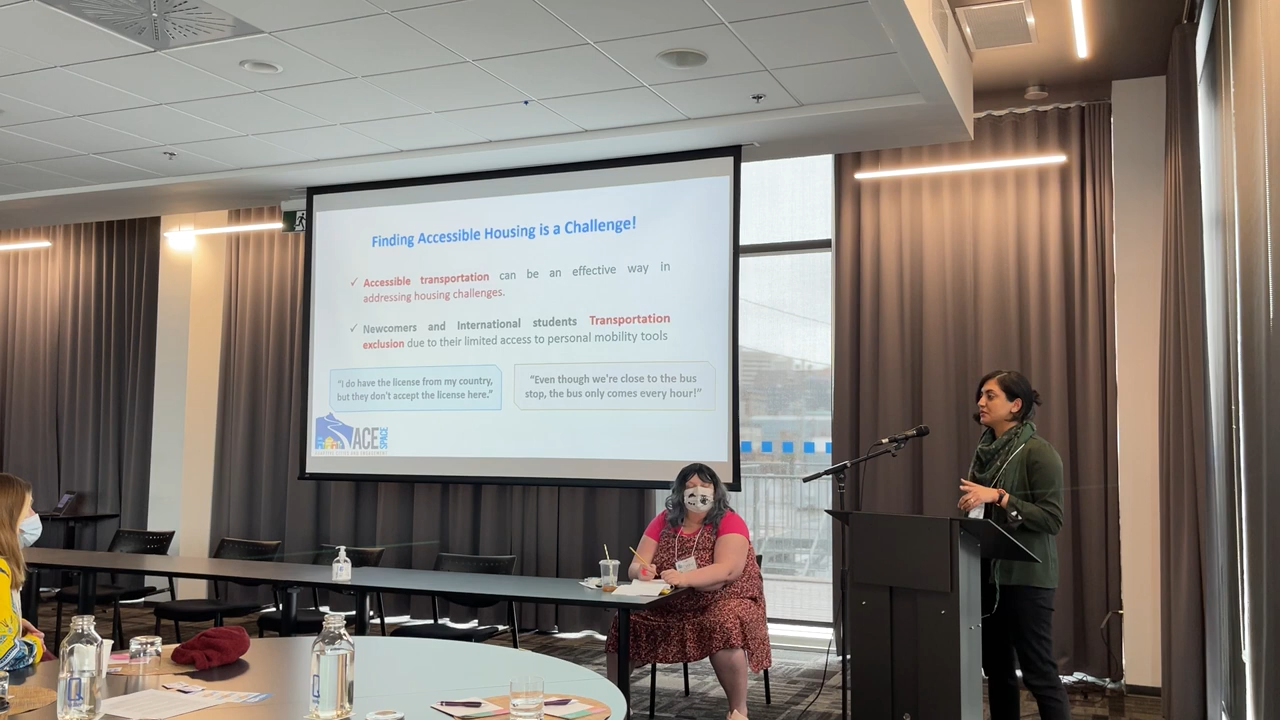 Finding Accessible Housing is a Challenge!
✓ Accessible transportation can be an effective way in
addressing housing challenges.
✓ Newcomers and International students Transportation
exclusion due to their limited access to personal mobility tools
“I do have the license from my country,
but they don't accept the license here.”
“Even though we're close to the bus
stop, the bus only comes every hour!”
ACE
SPACE